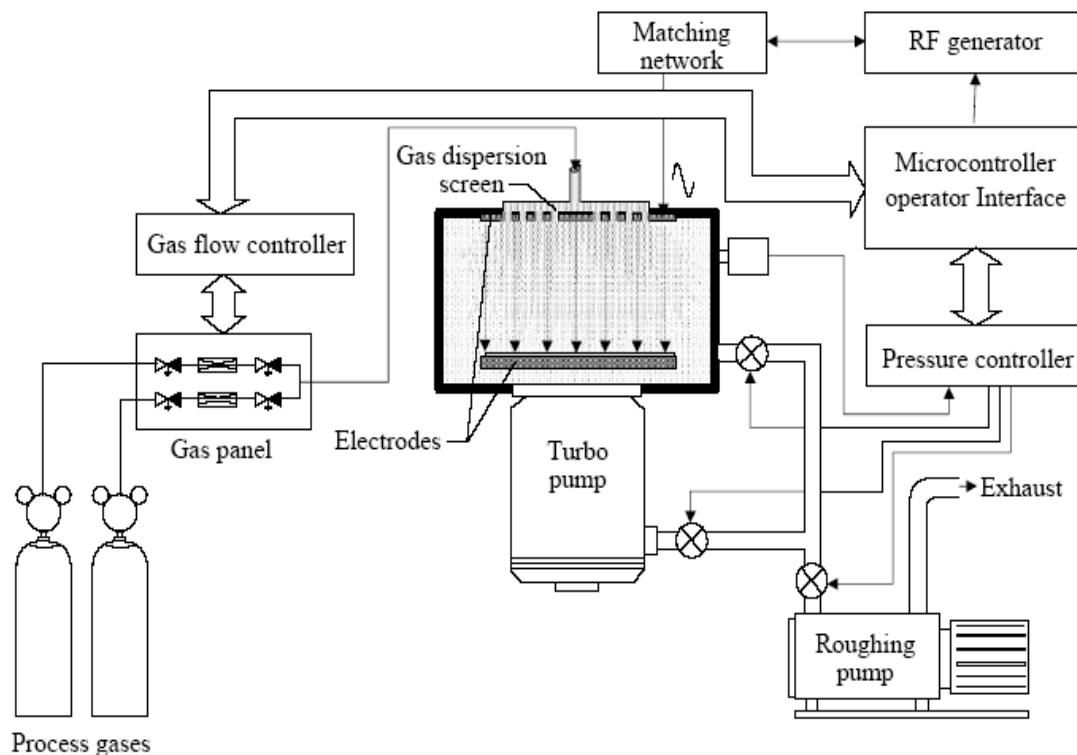 Matching
network
RF generator
Gas dispersion
screen
Microcontroller
operator Interface
Gas flow controller
Pressure controller
Gas panel
Electrodes
Turbo
pump
Exhaust
Roughing
pump
Process gases